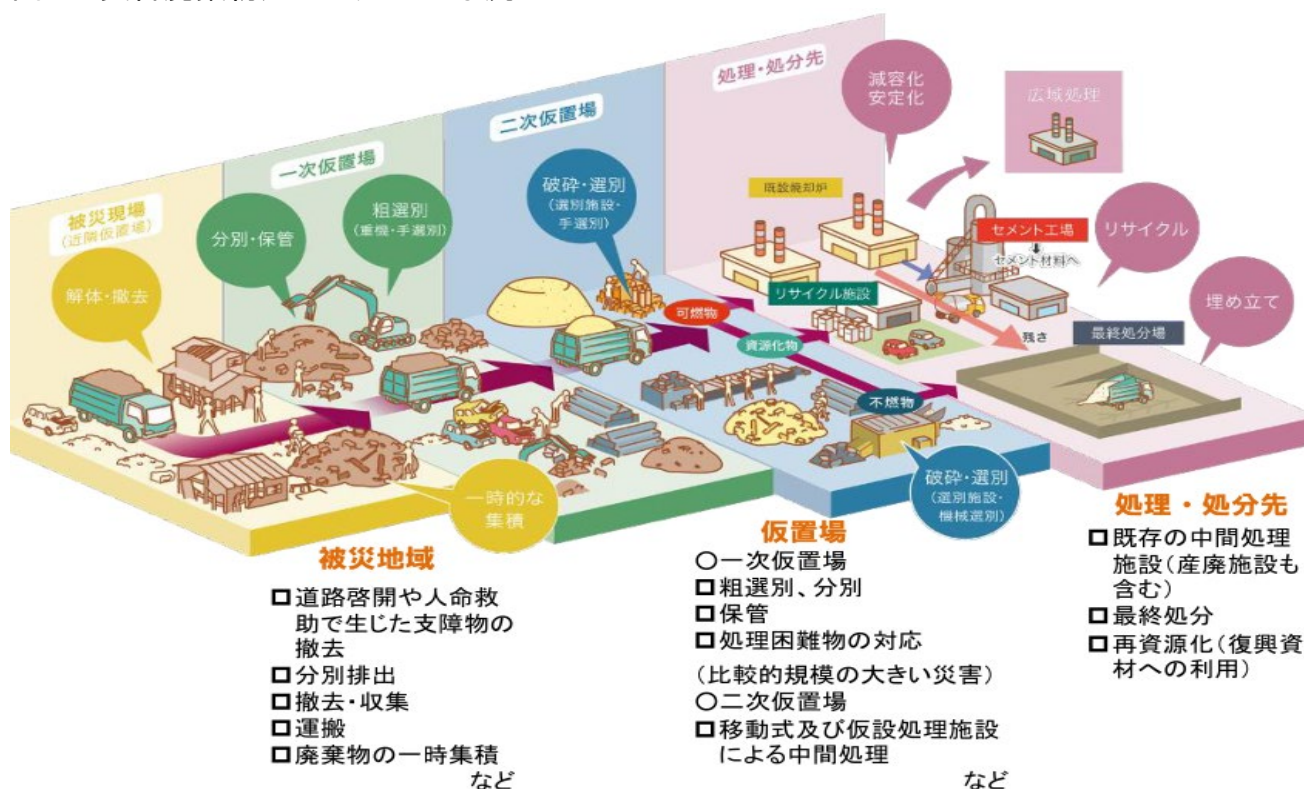 被災現場
(近隣仮置場)
解体・撤去
一時的な
集積
一次仮置場
分別・保管
粗選別
(重機・手選別)
二次仮置場
破砕・選別
(選別施設・
手選別)
可燃物
資源化物
不燃物
破砕・選別
(選別施設・
機械選別)
処理・処分先
減容化
安定化
広域処理
既設焼却炉
セメント工場
セメント材料へ
リサイクル
リサイクル施設
残さ
最終処分場
埋め立て
被災地域
道路啓開や人命救
助で生じた支障物の
撤去
分別排出
撤去・収集
運搬
廃棄物の一時集積
など
仮置場
○一次仮置場
粗選別、分別
保管
処理困難物の対応
(比較的規模の大きい災害)
○二次仮置場
移動式及び仮設処理施設
による中間処理
など
処理・処分先
既存の中間処理
施設(産廃施設も
含む)
最終処分
再資源化(復興資
材への利用)